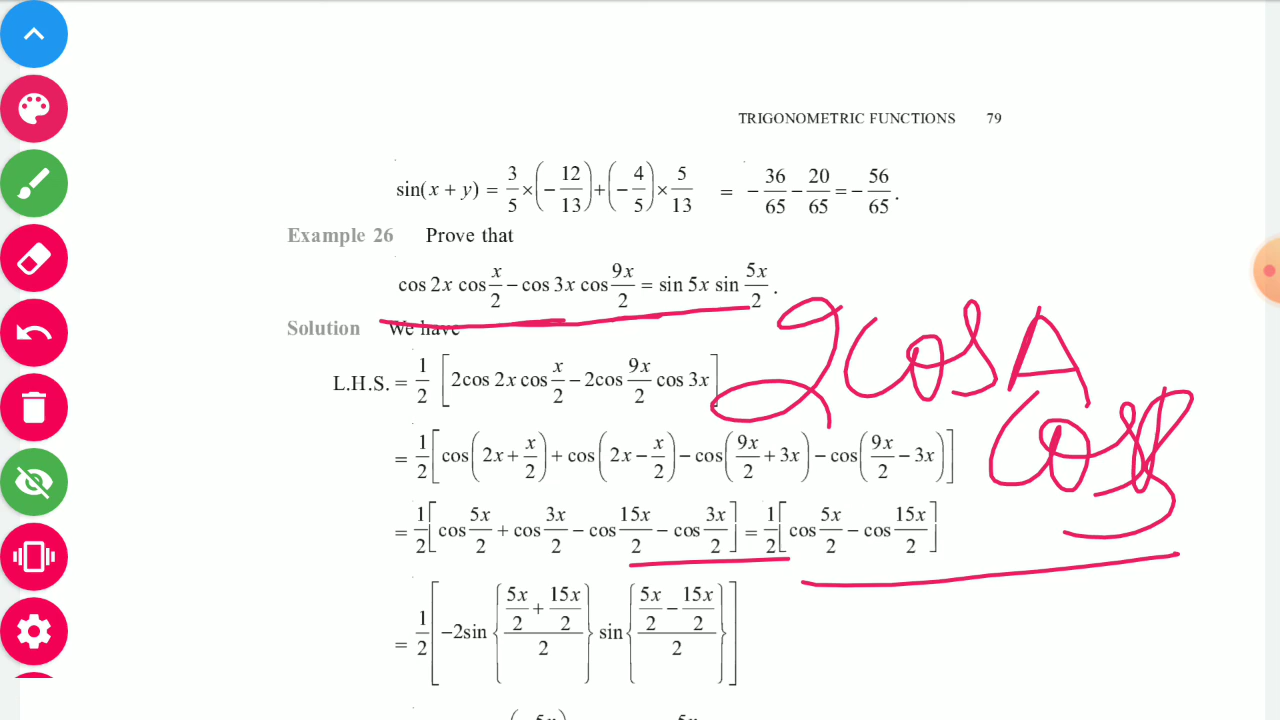 TRIGONOMETRIC FUNCTIONS 79
sin(x + y) = 3/5 × (−12/13) + (−4/5) × 5/13 = −36/65 − 20/65 = −56/65.
Example 26 Prove that
cos 2x cos x/2 − cos 3x cos 9x/2 = sin 5x sin 5x/2.
Solution We have
L.H.S. = 1/2 [2cos 2x cos x/2 − 2cos 9x/2 cos 3x]
2 cos A
cos B
= 1/2 [cos(2x + x/2) + cos(2x − x/2) − cos(9x/2 + 3x) − cos(9x/2 − 3x)]
= 1/2 [cos 5x/2 + cos 3x/2 − cos 15x/2 − cos 3x/2] = 1/2 [cos 5x/2 − cos 15x/2]
= 1/2 [−2sin {(5x/2 + 15x/2)/2} sin {(5x/2 − 15x/2)/2}]